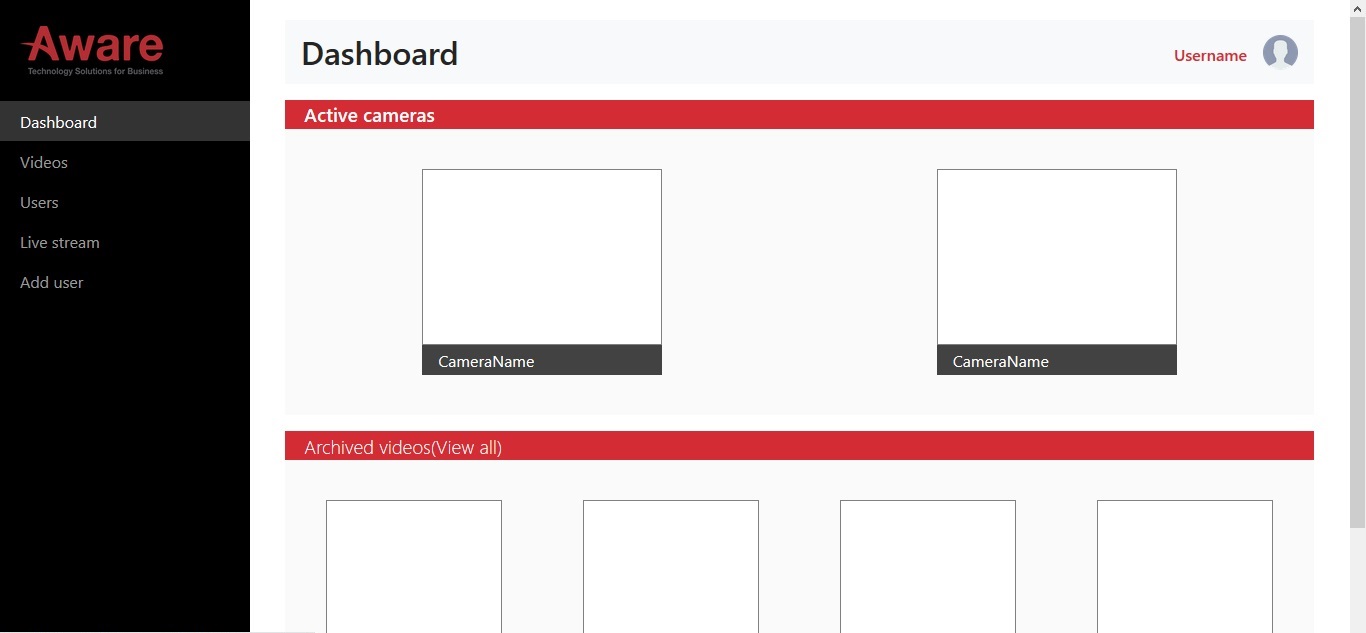 Aware
Technology Solutions for Business
Dashboard
Videos
Users
Live stream
Add user
Dashboard
Username
Active cameras
CameraName
CameraName
Archived videos(View all)